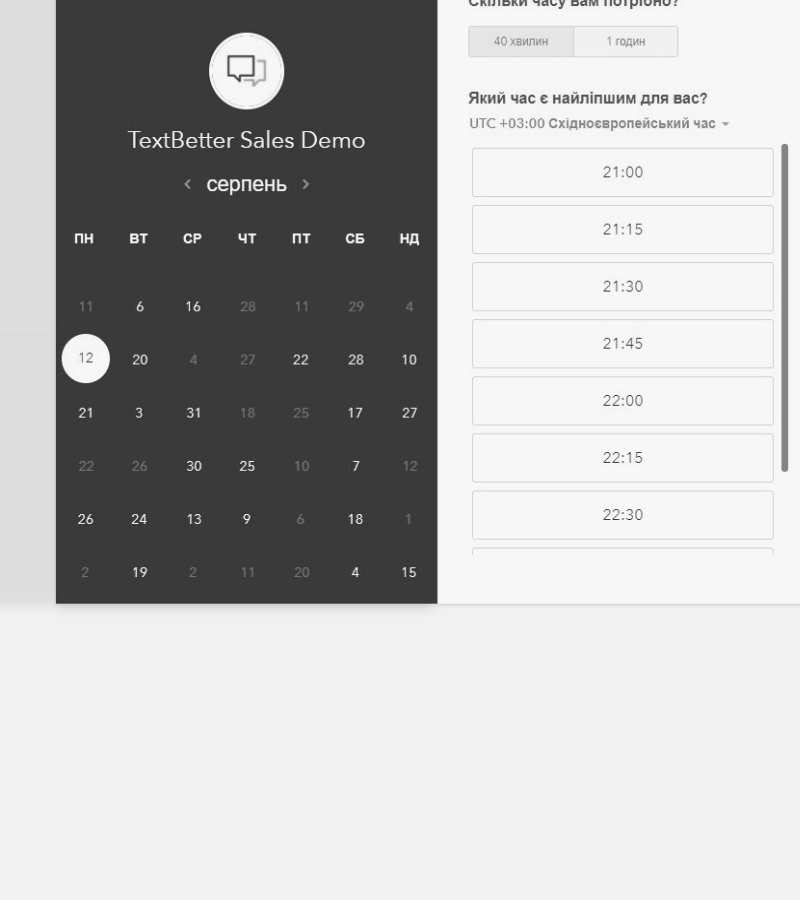 TextBetter Sales Demo
серпень
ПН ВТ СР ЧТ ПТ СБ НД
11 6 16 28 11 29 4
12 20 4 27 22 28 10
21 3 31 18 25 17 27
22 26 30 25 10 7 12
26 24 13 9 6 18 1
2 19 2 11 20 4 15
Скільки часу вам потрібно?
40 хвилин 1 годин
Який час є найліпшим для вас?
UTC +03:00 Східноєвропейський час
21:00
21:15
21:30
21:45
22:00
22:15
22:30